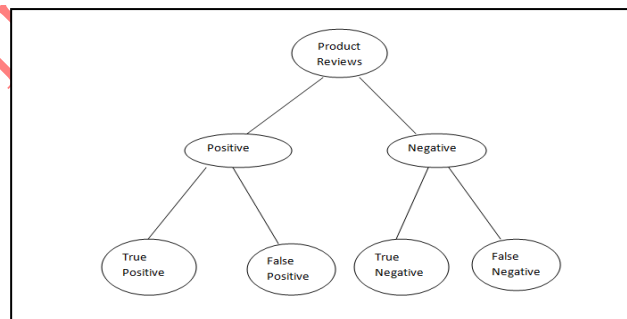 Product
Reviews
Positive
Negative
True
Positive
False
Positive
True
Negative
False
Negative